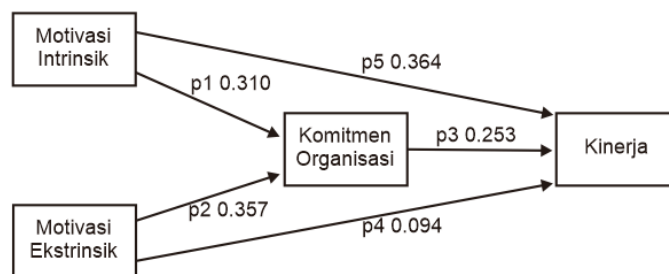 Motivasi
Intrinsik
p5 0.364
p1 0.310
Komitmen
Organisasi
p3 0.253
Kinerja
p2 0.357
p4 0.094
Motivasi
Ekstrinsik